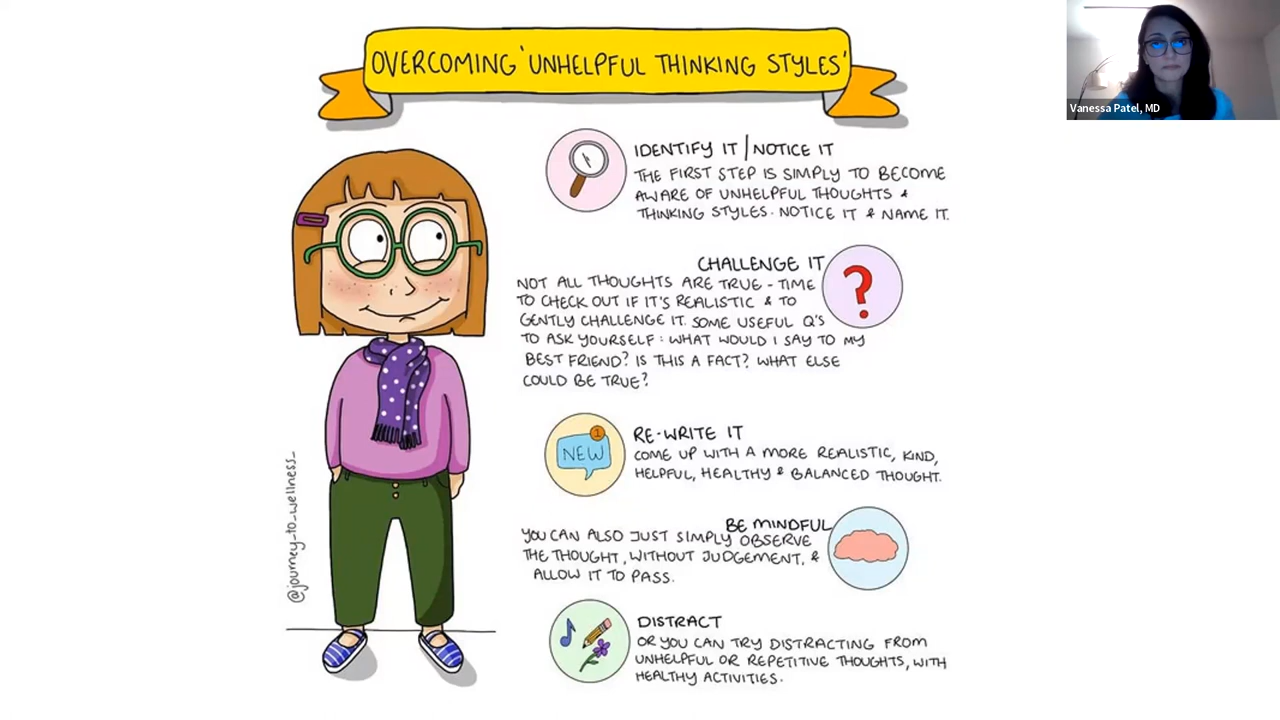 OVERCOMING 'UNHELPFUL THINKING STYLES'
Vanessa Patel, MD
IDENTIFY IT / NOTICE IT
THE FIRST STEP IS SIMPLY TO BECOME
AWARE OF UNHELPFUL THOUGHTS &
THINKING STYLES. NOTICE IT & NAME IT.
CHALLENGE IT
NOT ALL THOUGHTS ARE TRUE - TIME
TO CHECK OUT IF IT'S REALISTIC & TO
GENTLY CHALLENGE IT. SOME USEFUL Q'S
TO ASK YOURSELF: WHAT WOULD I SAY TO MY
BEST FRIEND? IS THIS A FACT? WHAT ELSE
COULD BE TRUE?
?
RE-WRITE IT
COME UP WITH A MORE REALISTIC, KIND,
HELPFUL, HEALTHY & BALANCED THOUGHT.
1
NEW
BE MINDFUL
YOU CAN ALSO JUST SIMPLY OBSERVE
THE THOUGHT, WITHOUT JUDGEMENT, &
ALLOW IT TO PASS.
DISTRACT
OR YOU CAN TRY DISTRACTING FROM
UNHELPFUL OR REPETITIVE THOUGHTS, WITH
HEALTHY ACTIVITIES.
@journey_to_wellness_